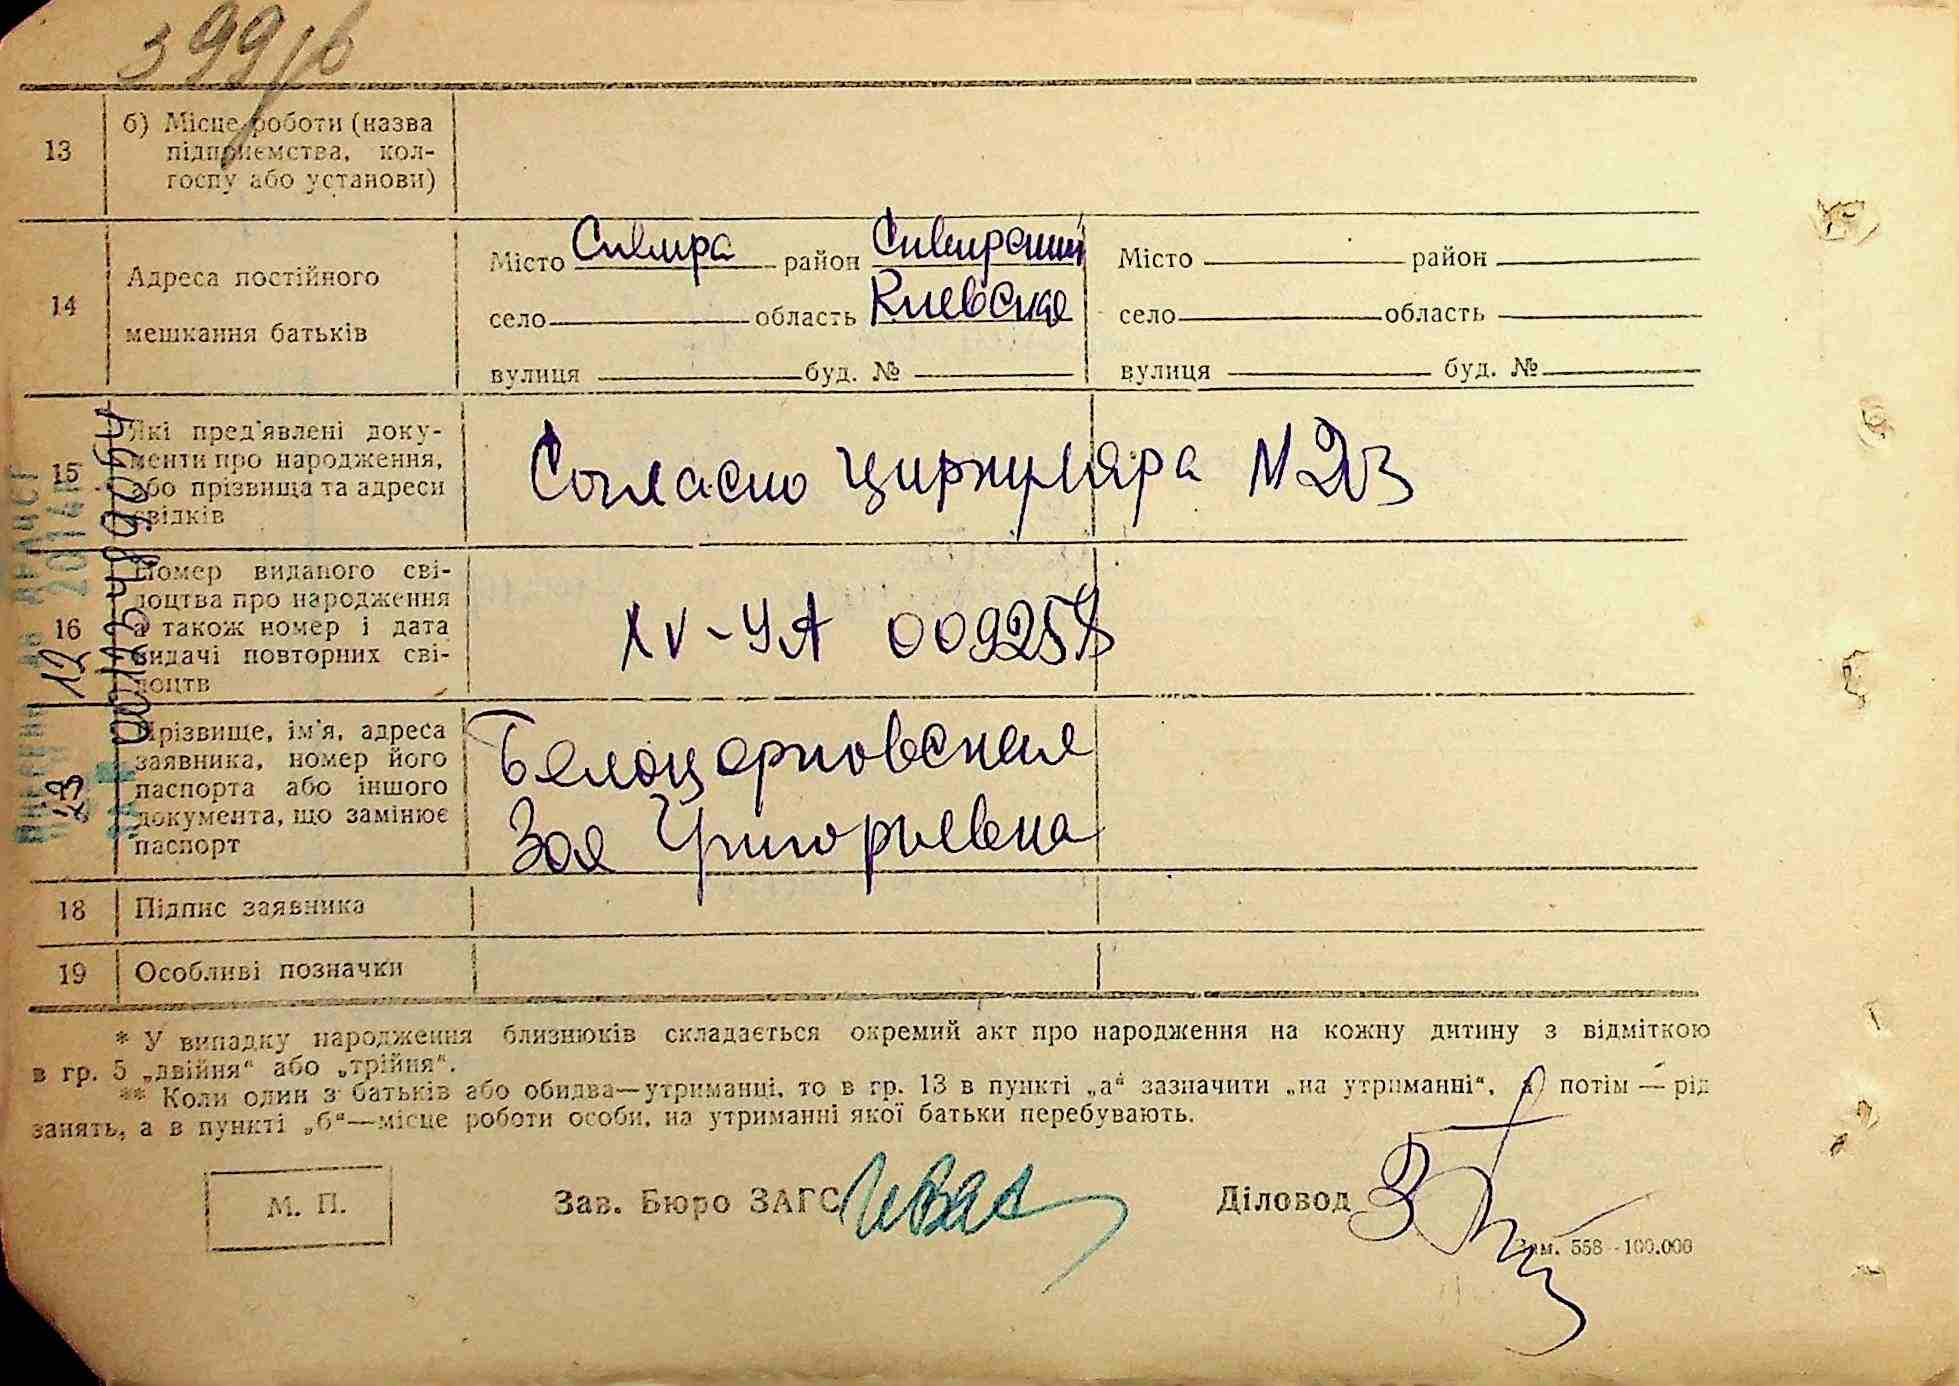 13
б) Місце роботи (назва
підприємства, кол-
госпу або установи)
14
Адреса постійного
мешкання батьків
Місто Сквира район Сквирский
село область Киевская
вулиця буд. №
Місто район
село область
вулиця буд. №
15
Які пред'явлені доку-
менти про народження,
або прізвища та адреси
свідків
Согласно циркуляра N 203
16
Номер виданого сві-
доцтва про народження
а також номер і дата
видачі повторних сві-
доцтв
XV-УА 009257
Прізвище, ім'я, адреса
заявника, номер його
паспорта або іншого
документа, що замінює
паспорт
Белоцерковская
Зоя Григорьевна
18
Підпис заявника
19
Особливі позначки
* У випадку народження близнюків складається окремий акт про народження на кожну дитину з відміткою
в гр. 5 „двійня“ або „трійня“.
** Коли один з батьків або обидва—утриманці, то в гр. 13 в пункті „а“ зазначити „на утриманні“, а потім — рід
занять, а в пункті „б“—місце роботи особи, на утриманні якої батьки перебувають.
М. П.
Зав. Бюро ЗАГС
Діловод
Зам. 558 - 100.000